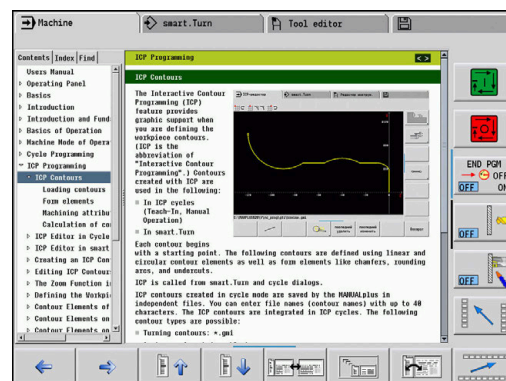 Machine
smart.Turn
Tool editor
Contents Index Find
Users Manual
Operating Panel
Basics
Introduction
Introduction and Fund
Basics of Operation
Machine Mode of Opera
Cycle Programming
ICP Programming
ICP Contours
Loading contours
Form elements
Machining attribu
Calculation of co
ICP Editor in Cycle
ICP Editor in smart
Creating an ICP Con
Editing ICP Contour
The Zoom Function i
Defining the Workpi
Contour Elements of
Contour Elements on
Contour Elements on
ICP Programming
<>
ICP Contours
The Interactive Contour
Programming (ICP)
feature provides
graphic support when
you are defining the
workpiece contours.
(ICP is the
abbreviation of
"Interactive Contour
Programming".) Contours
created with ICP are
used in the following:
In ICP cycles
(Teach-In, Manual
Operation)
In smart.Turn
Each contour begins
with a starting point. The following contours are defined using linear and
circular contour elements as well as form elements like chamfers, rounding
arcs, and undercuts.
ICP is called from smart.Turn and cycle dialogs.
ICP contours created in cycle mode are saved by the MANUALplus in
independent files. You can enter file names (contour names) with up to 40
characters. The ICP contours are integrated in ICP cycles. The following
contour types are possible:
Turning contours: *.gmi
END PGM
OFF
OFF ON
OFF
OFF